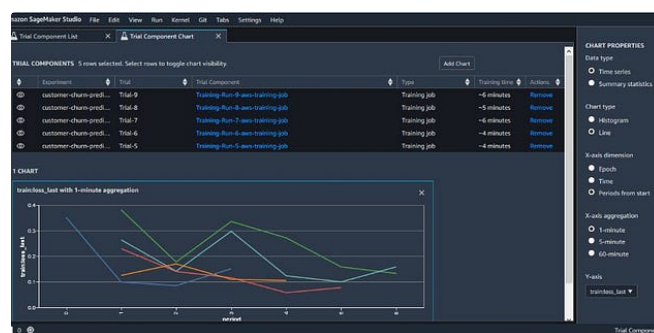 mazon SageMaker Studio File Edit View Run Kernel Git Tabs Settings Help
Trial Component List × Trial Component Chart ×
TRIAL COMPONENTS 5 rows selected. Select rows to toggle chart visibility. Add Chart
Experiment Trial Trial Component Type Training time Actions
customer-churn-predi... Trial-9 Training-Run-9-aws-training-job Training job ~6 minutes Remove
customer-churn-predi... Trial-8 Training-Run-8-aws-training-job Training job ~5 minutes Remove
customer-churn-predi... Trial-7 Training-Run-7-aws-training-job Training job ~6 minutes Remove
customer-churn-predi... Trial-6 Training-Run-6-aws-training-job Training job ~4 minutes Remove
customer-churn-predi... Trial-5 Training-Run-5-aws-training-job Training job ~4 minutes Remove
1 CHART
train:loss_last with 1-minute aggregation ×
0.4
0.3
0.2
0.1
0.0
train:loss_last
period
CHART PROPERTIES
Data type
Time series
Summary statistics
Chart type
Histogram
Line
X-axis dimension
Epoch
Time
Periods from start
X-axis aggregation
1-minute
5-minute
60-minute
Y-axis
train:loss_last
0
Trial Compone